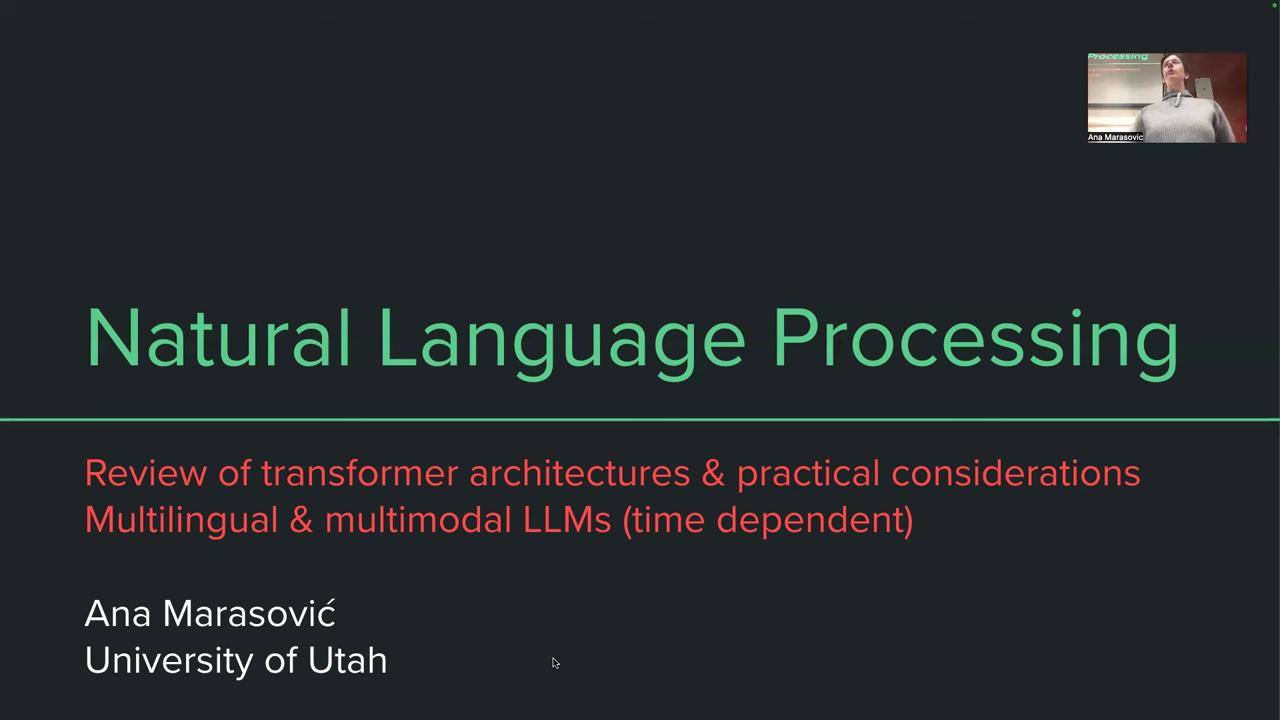 Processing
Ana Marasovic
Natural Language Processing
Review of transformer architectures & practical considerations
Multilingual & multimodal LLMs (time dependent)
Ana Marasović
University of Utah